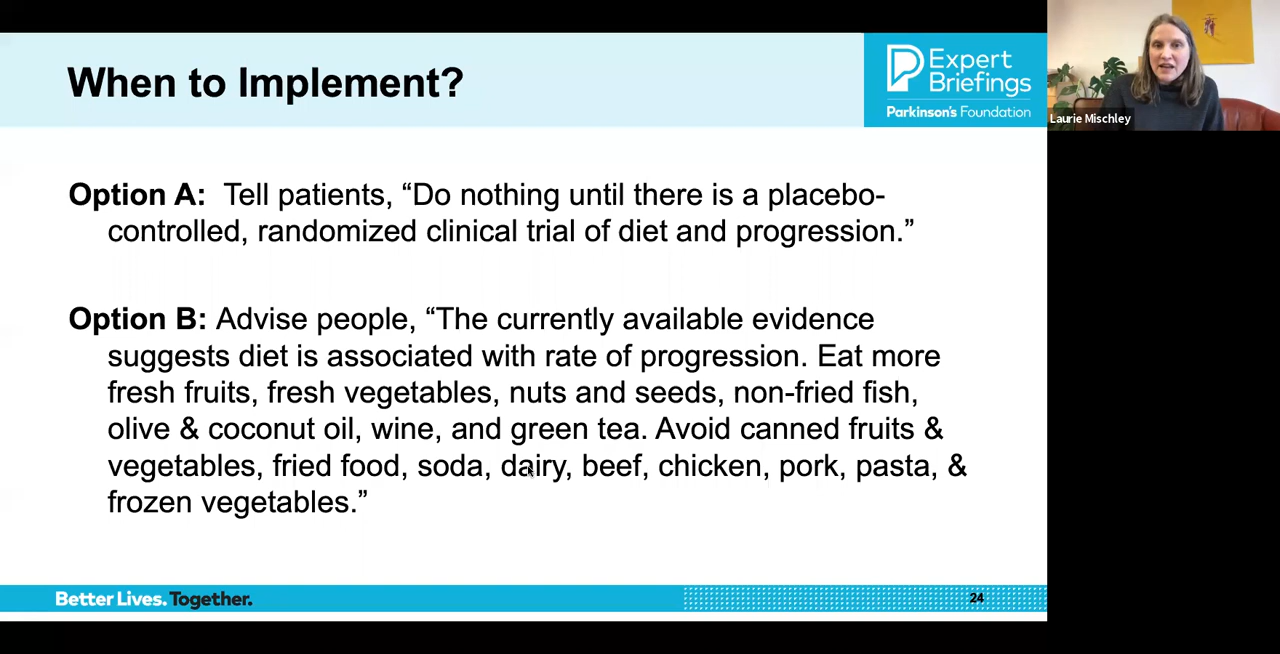 When to Implement?
Expert
Briefings
Parkinson's Foundation
Laurie Mischley
Option A: Tell patients, “Do nothing until there is a placebo-
controlled, randomized clinical trial of diet and progression.”
Option B: Advise people, “The currently available evidence
suggests diet is associated with rate of progression. Eat more
fresh fruits, fresh vegetables, nuts and seeds, non-fried fish,
olive & coconut oil, wine, and green tea. Avoid canned fruits &
vegetables, fried food, soda, dairy, beef, chicken, pork, pasta, &
frozen vegetables.”
Better Lives. Together.
24